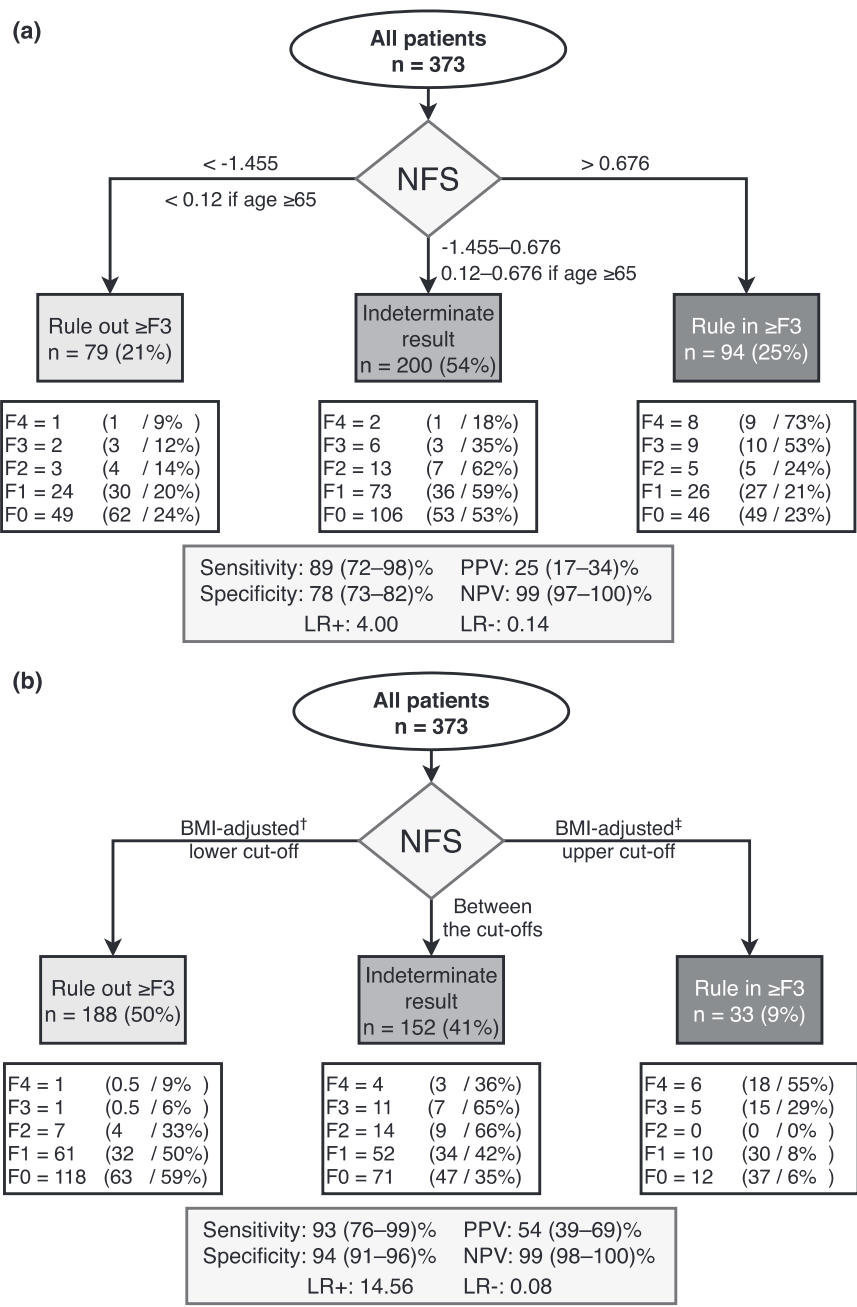 (a)
All patients
n = 373
NFS
< -1.455
< 0.12 if age ≥65
> 0.676
-1.455–0.676
0.12–0.676 if age ≥65
Rule out ≥F3
n = 79 (21%)
Indeterminate
result
n = 200 (54%)
Rule in ≥F3
n = 94 (25%)
F4 = 1 (1 / 9% )
F3 = 2 (3 / 12%)
F2 = 3 (4 / 14%)
F1 = 24 (30 / 20%)
F0 = 49 (62 / 24%)
F4 = 2 (1 / 18%)
F3 = 6 (3 / 35%)
F2 = 13 (7 / 62%)
F1 = 73 (36 / 59%)
F0 = 106 (53 / 53%)
F4 = 8 (9 / 73%)
F3 = 9 (10 / 53%)
F2 = 5 (5 / 24%)
F1 = 26 (27 / 21%)
F0 = 46 (49 / 23%)
Sensitivity: 89 (72–98)% PPV: 25 (17–34)%
Specificity: 78 (73–82)% NPV: 99 (97–100)%
LR+: 4.00 LR-: 0.14
(b)
All patients
n = 373
NFS
BMI-adjusted†
lower cut-off
BMI-adjusted‡
upper cut-off
Between
the cut-offs
Rule out ≥F3
n = 188 (50%)
Indeterminate
result
n = 152 (41%)
Rule in ≥F3
n = 33 (9%)
F4 = 1 (0.5 / 9% )
F3 = 1 (0.5 / 6% )
F2 = 7 (4 / 33%)
F1 = 61 (32 / 50%)
F0 = 118 (63 / 59%)
F4 = 4 (3 / 36%)
F3 = 11 (7 / 65%)
F2 = 14 (9 / 66%)
F1 = 52 (34 / 42%)
F0 = 71 (47 / 35%)
F4 = 6 (18 / 55%)
F3 = 5 (15 / 29%)
F2 = 0 (0 / 0% )
F1 = 10 (30 / 8% )
F0 = 12 (37 / 6% )
Sensitivity: 93 (76–99)% PPV: 54 (39–69)%
Specificity: 94 (91–96)% NPV: 99 (98–100)%
LR+: 14.56 LR-: 0.08